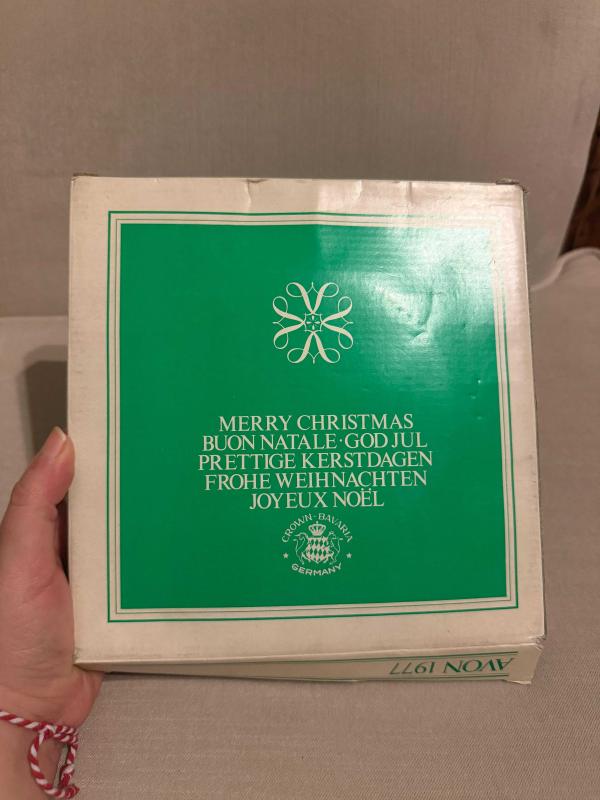 MERRY CHRISTMAS
BUON NATALE · GOD JUL
PRETTIGE KERSTDAGEN
FROHE WEIHNACHTEN
JOYEUX NOËL
CROWN-BAVARIA
GERMANY
AVON 1977